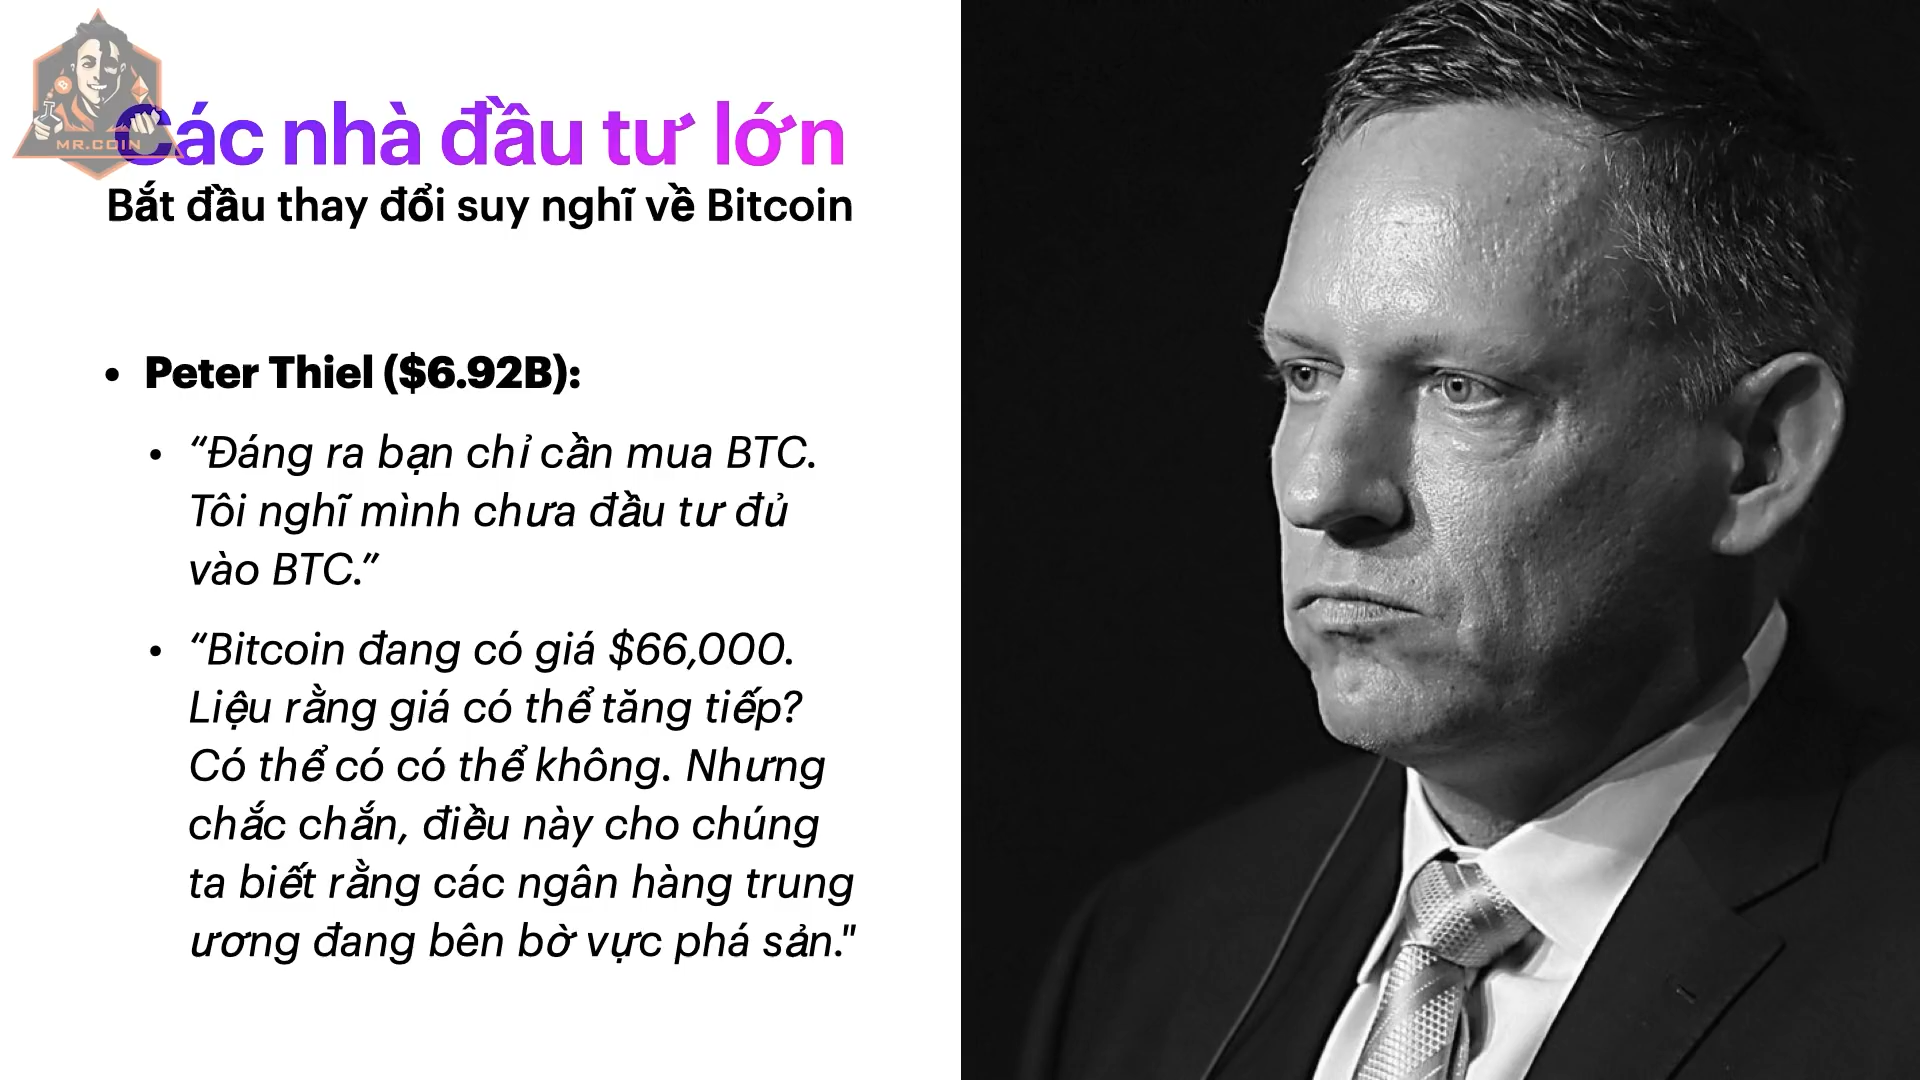 MR.COIN
Các nhà đầu tư lớn
Bắt đầu thay đổi suy nghĩ về Bitcoin
• Peter Thiel ($6.92B):
• “Đáng ra bạn chỉ cần mua BTC.
Tôi nghĩ mình chưa đầu tư đủ
vào BTC.”
• “Bitcoin đang có giá $66,000.
Liệu rằng giá có thể tăng tiếp?
Có thể có có thể không. Nhưng
chắc chắn, điều này cho chúng
ta biết rằng các ngân hàng trung
ương đang bên bờ vực phá sản."